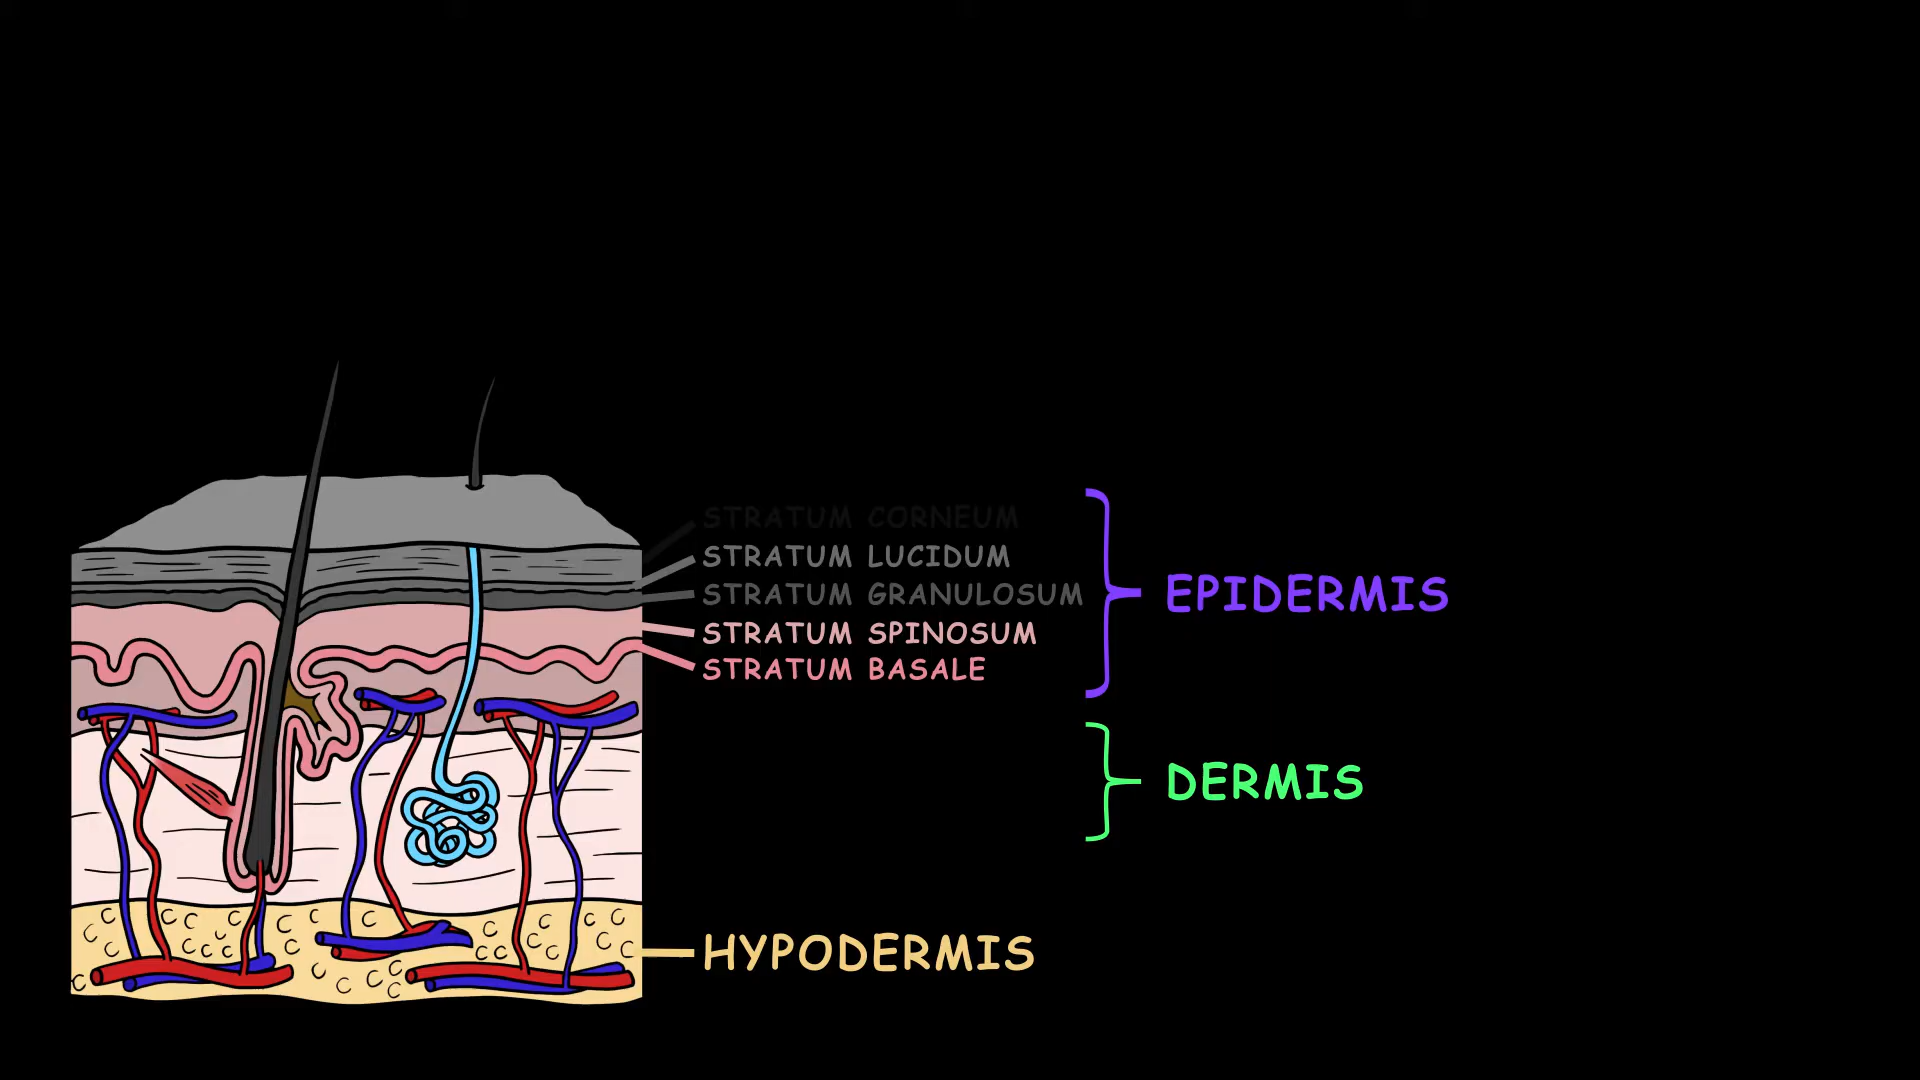 STRATUM CORNEUM
STRATUM LUCIDUM
STRATUM GRANULOSUM
STRATUM SPINOSUM
STRATUM BASALE
EPIDERMIS
DERMIS
HYPODERMIS